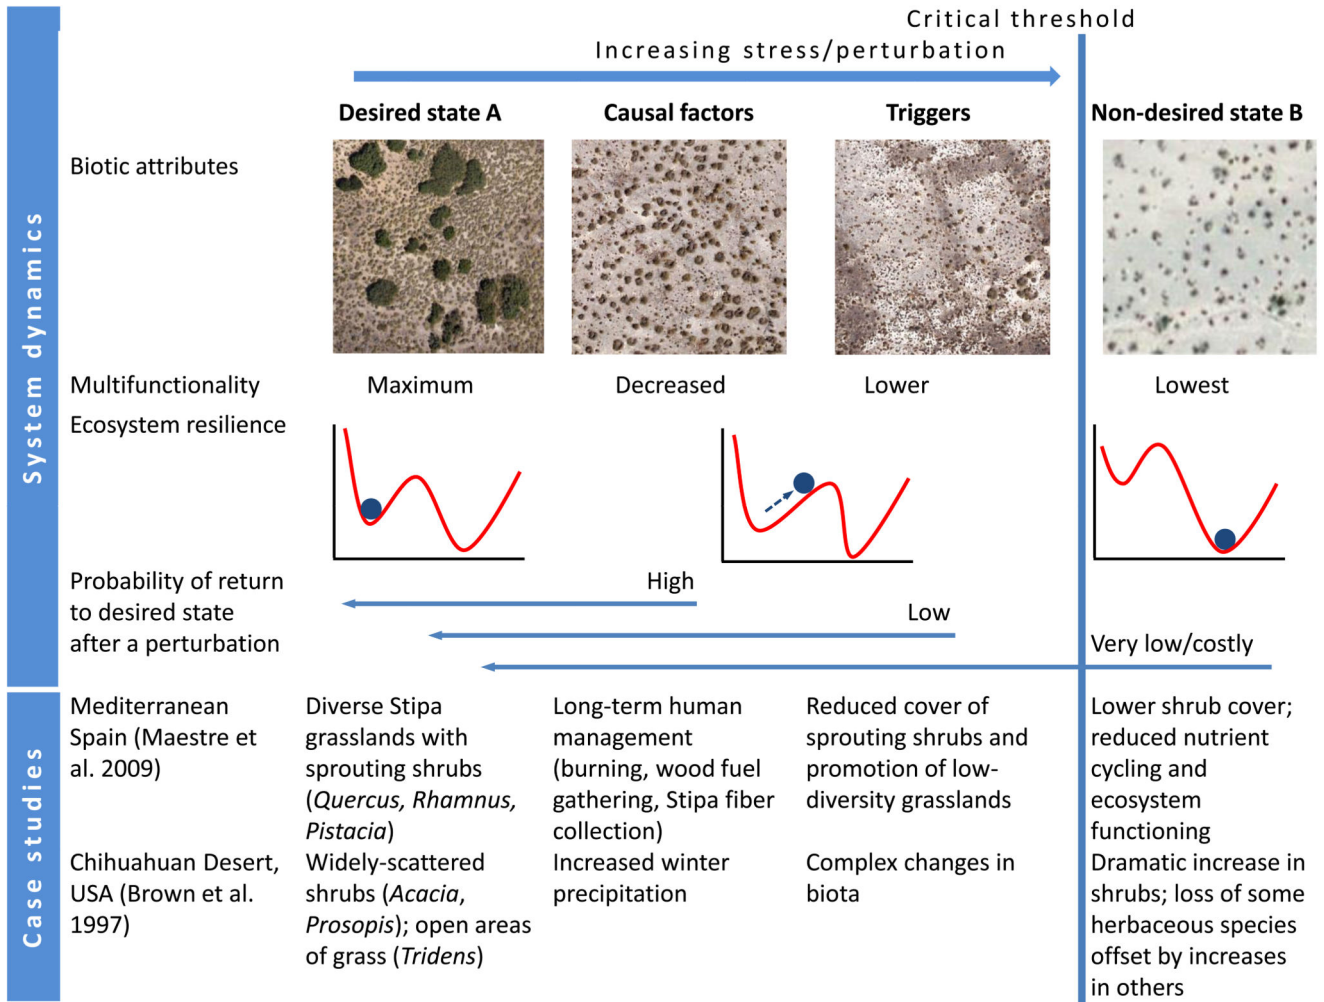 Critical threshold
Increasing stress/perturbation
Desired state A
Causal factors
Triggers
Non-desired state B
System dynamics
Biotic attributes
Multifunctionality
Maximum
Decreased
Lower
Lowest
Ecosystem resilience
Probability of return
to desired state
after a perturbation
High
Low
Very low/costly
Case studies
Mediterranean
Spain (Maestre et
al. 2009)
Diverse Stipa
grasslands with
sprouting shrubs
(Quercus, Rhamnus,
Pistacia)
Long-term human
management
(burning, wood fuel
gathering, Stipa fiber
collection)
Reduced cover of
sprouting shrubs and
promotion of low-
diversity grasslands
Lower shrub cover;
reduced nutrient
cycling and
ecosystem
functioning
Chihuahuan Desert,
USA (Brown et al.
1997)
Widely-scattered
shrubs (Acacia,
Prosopis); open areas
of grass (Tridens)
Increased winter
precipitation
Complex changes in
biota
Dramatic increase in
shrubs; loss of some
herbaceous species
offset by increases
in others